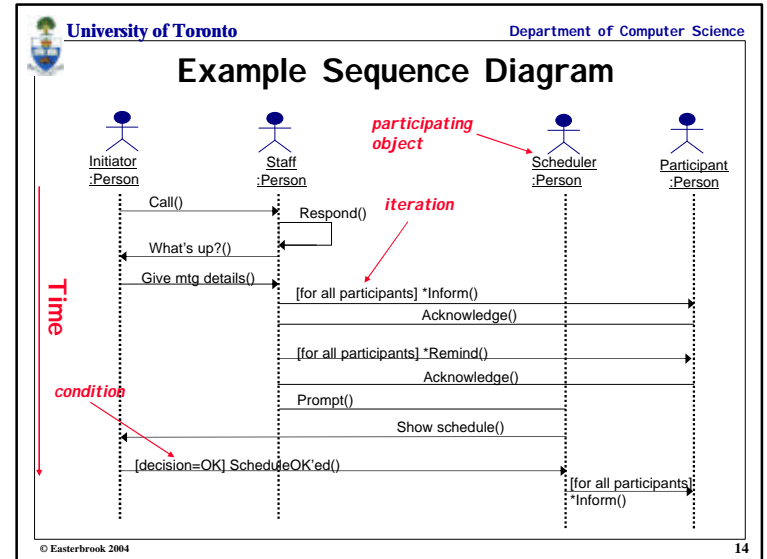 University of Toronto
Department of Computer Science
Example Sequence Diagram
participating
object
Initiator
:Person
Staff
:Person
Scheduler
:Person
Participant
:Person
Call()
Respond()
iteration
What's up?()
Give mtg details()
[for all participants] *Inform()
Time
Acknowledge()
[for all participants] *Remind()
Acknowledge()
condition
Prompt()
Show schedule()
[decision=OK] ScheduleOK'ed()
[for all participants]
*Inform()
© Easterbrook 2004
14